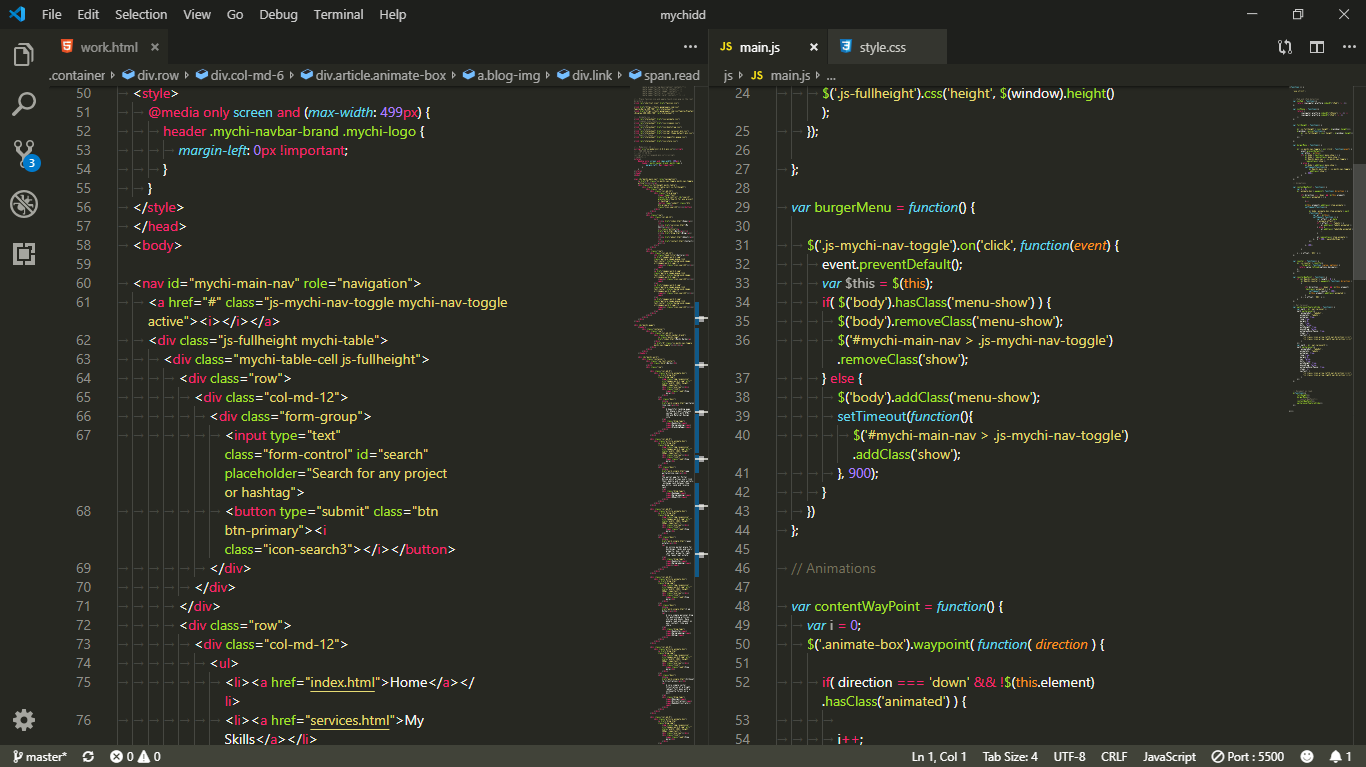 File Edit Selection View Go Debug Terminal Help mychidd
work.html
JS main.js
style.css
.container div.row div.col-md-6 div.article.animate-box a.blog-img div.link span.read
js JS main.js ...
50 <style>
51 @media only screen and (max-width: 499px) {
52 header .mychi-navbar-brand .mychi-logo {
53 margin-left: 0px !important;
54 }
55 }
56 </style>
57 </head>
58 <body>
59
60 <nav id="mychi-main-nav" role="navigation">
61 <a href="#" class="js-mychi-nav-toggle mychi-nav-toggle
active"><i></i></a>
62 <div class="js-fullheight mychi-table">
63 <div class="mychi-table-cell js-fullheight">
64 <div class="row">
65 <div class="col-md-12">
66 <div class="form-group">
67 <input type="text"
class="form-control" id="search"
placeholder="Search for any project
or hashtag">
68 <button type="submit" class="btn
btn-primary"><i
class="icon-search3"></i></button>
69 </div>
70 </div>
71 </div>
72 <div class="row">
73 <div class="col-md-12">
74 <ul>
75 <li><a href="index.html">Home</a></
li>
76 <li><a href="services.html">My
Skills</a></li>
24 $('.js-fullheight').css('height', $(window).height()
);
25 });
26
27 };
28
29 var burgerMenu = function() {
30
31 $('.js-mychi-nav-toggle').on('click', function(event) {
32 event.preventDefault();
33 var $this = $(this);
34 if( $('body').hasClass('menu-show') ) {
35 $('body').removeClass('menu-show');
36 $('#mychi-main-nav > .js-mychi-nav-toggle')
.removeClass('show');
37 } else {
38 $('body').addClass('menu-show');
39 setTimeout(function(){
40 $('#mychi-main-nav > .js-mychi-nav-toggle')
.addClass('show');
41 }, 900);
42 }
43 })
44 };
45
46 // Animations
47
48 var contentWayPoint = function() {
49 var i = 0;
50 $('.animate-box').waypoint( function( direction ) {
51
52 if( direction === 'down' && !$(this.element)
.hasClass('animated') ) {
53
54 i++;
3
master* 0 0 Ln 1, Col 1 Tab Size: 4 UTF-8 CRLF JavaScript Port : 5500 1